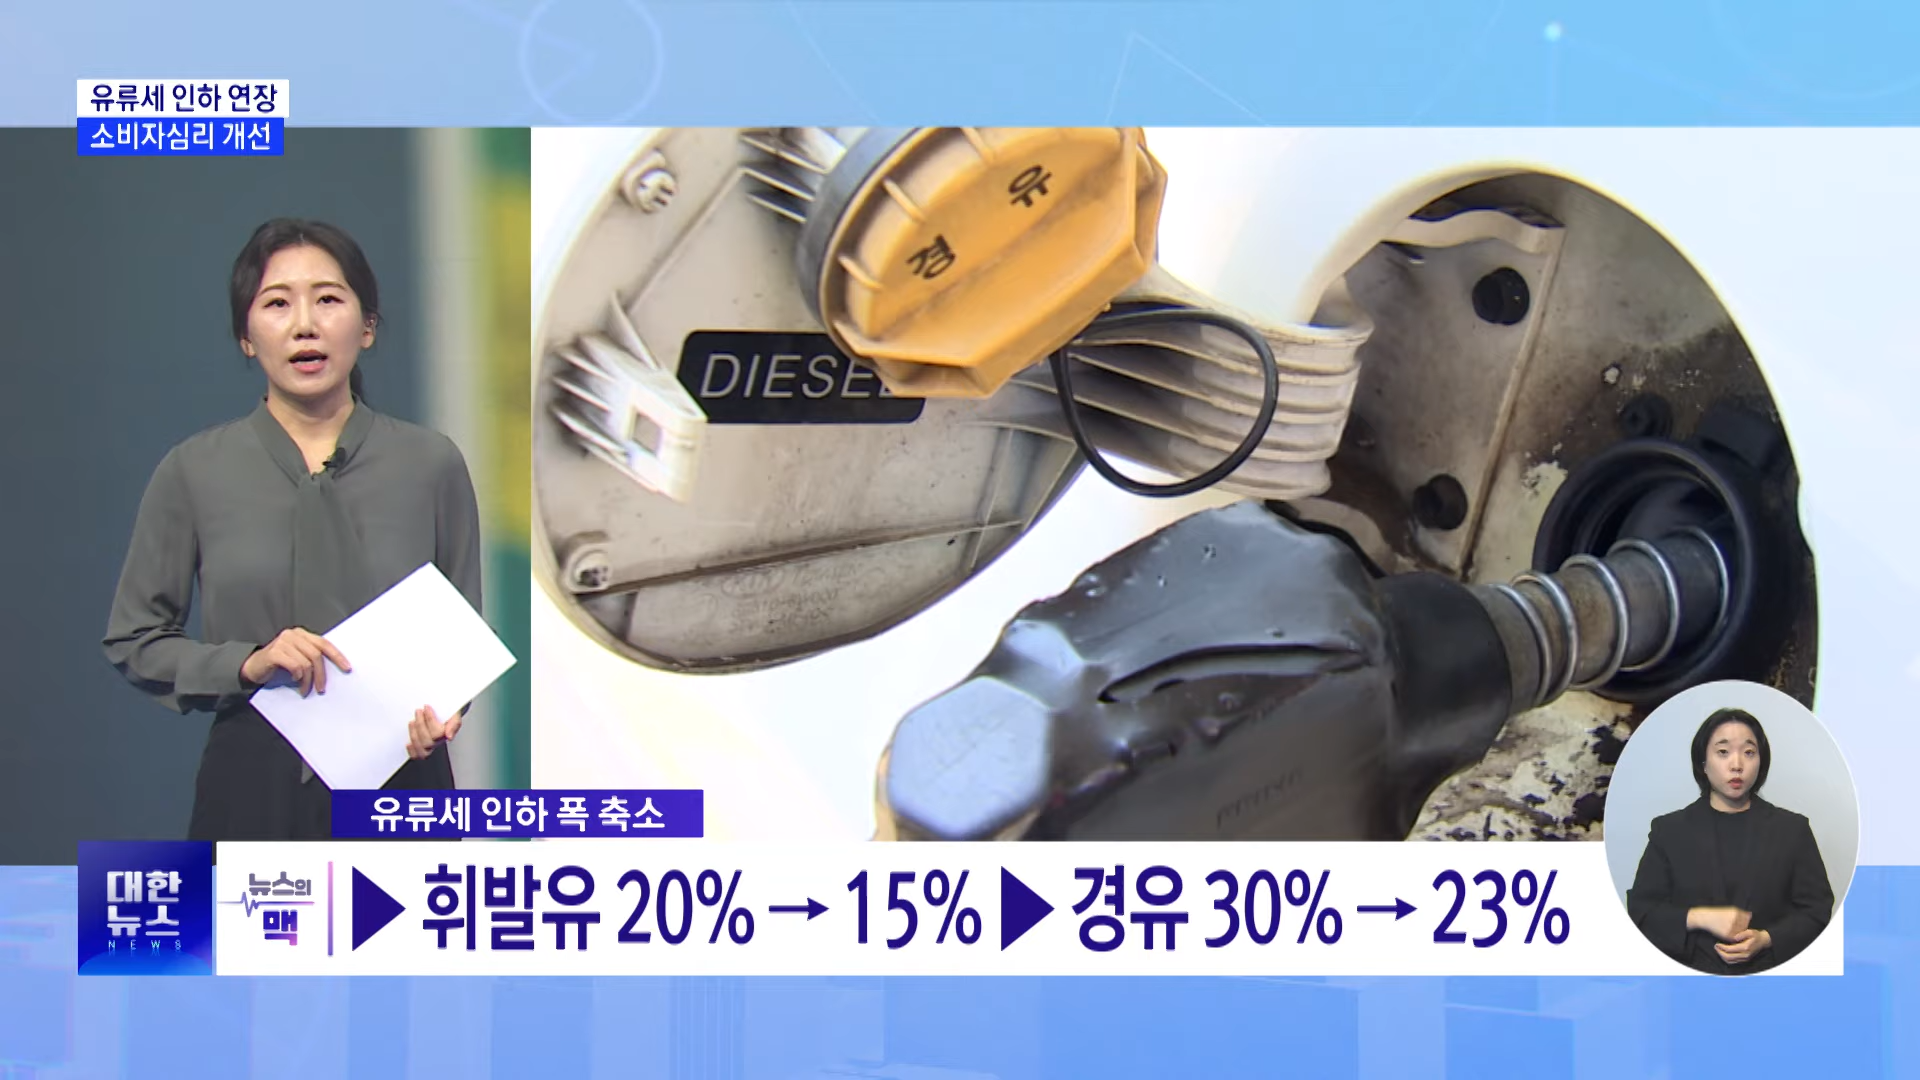 유류세 인하 연장
소비자심리 개선
경유
DIESEL
유류세 인하 폭 축소
대한
뉴스
NEWS
뉴스의
맥
▶ 휘발유 20% → 15% ▶ 경유 30% → 23%